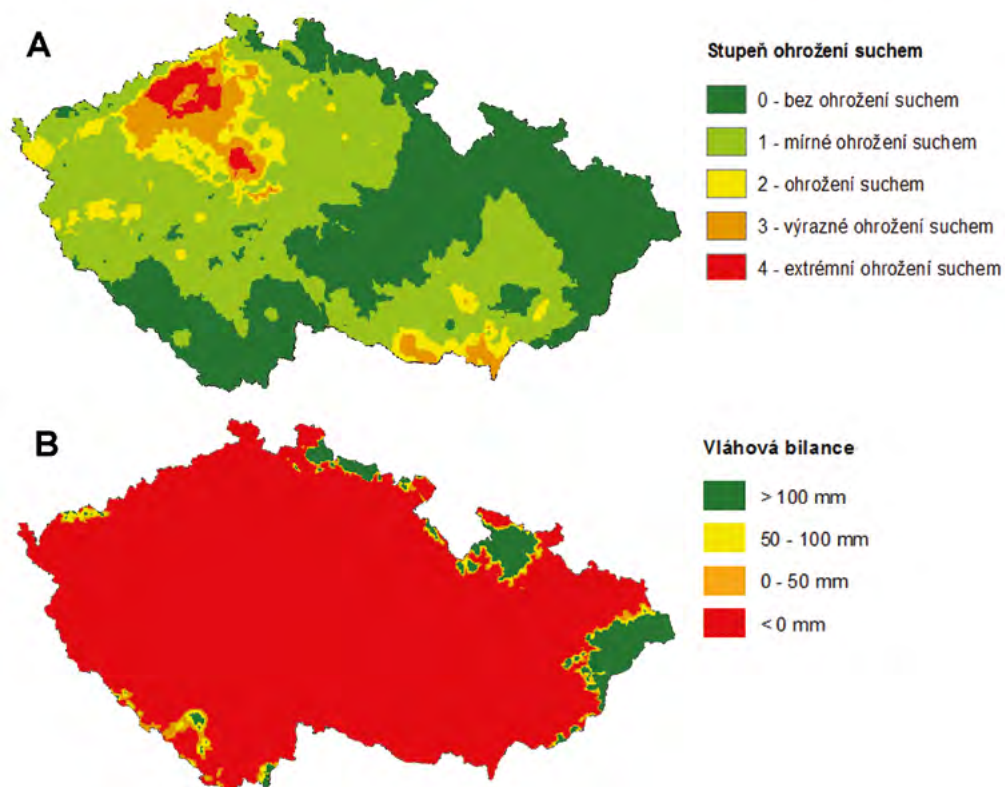 A
Stupeň ohrožení suchem
0 - bez ohrožení suchem
1 - mírné ohrožení suchem
2 - ohrožení suchem
3 - výrazné ohrožení suchem
4 - extrémní ohrožení suchem
B
Vláhová bilance
> 100 mm
50 - 100 mm
0 - 50 mm
< 0 mm